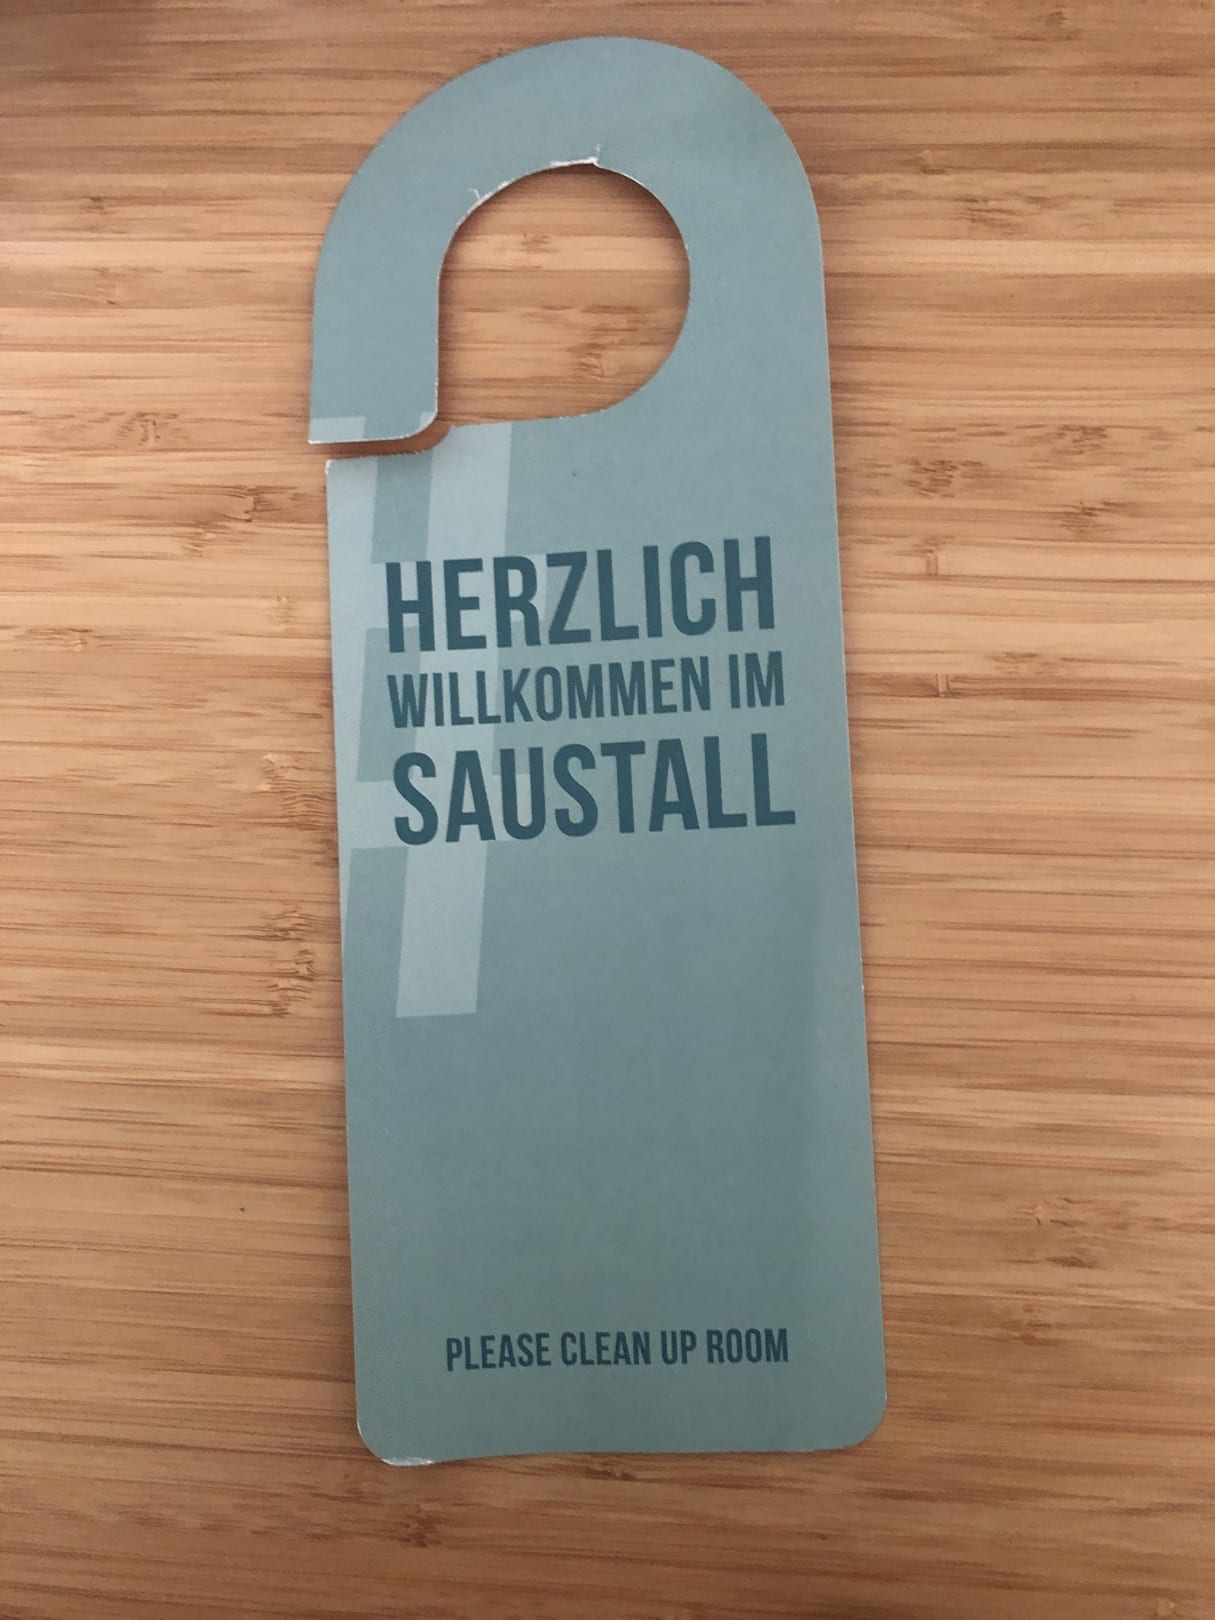 HERZLICH
WILLKOMMEN IM
SAUSTALL
PLEASE CLEAN UP ROOM